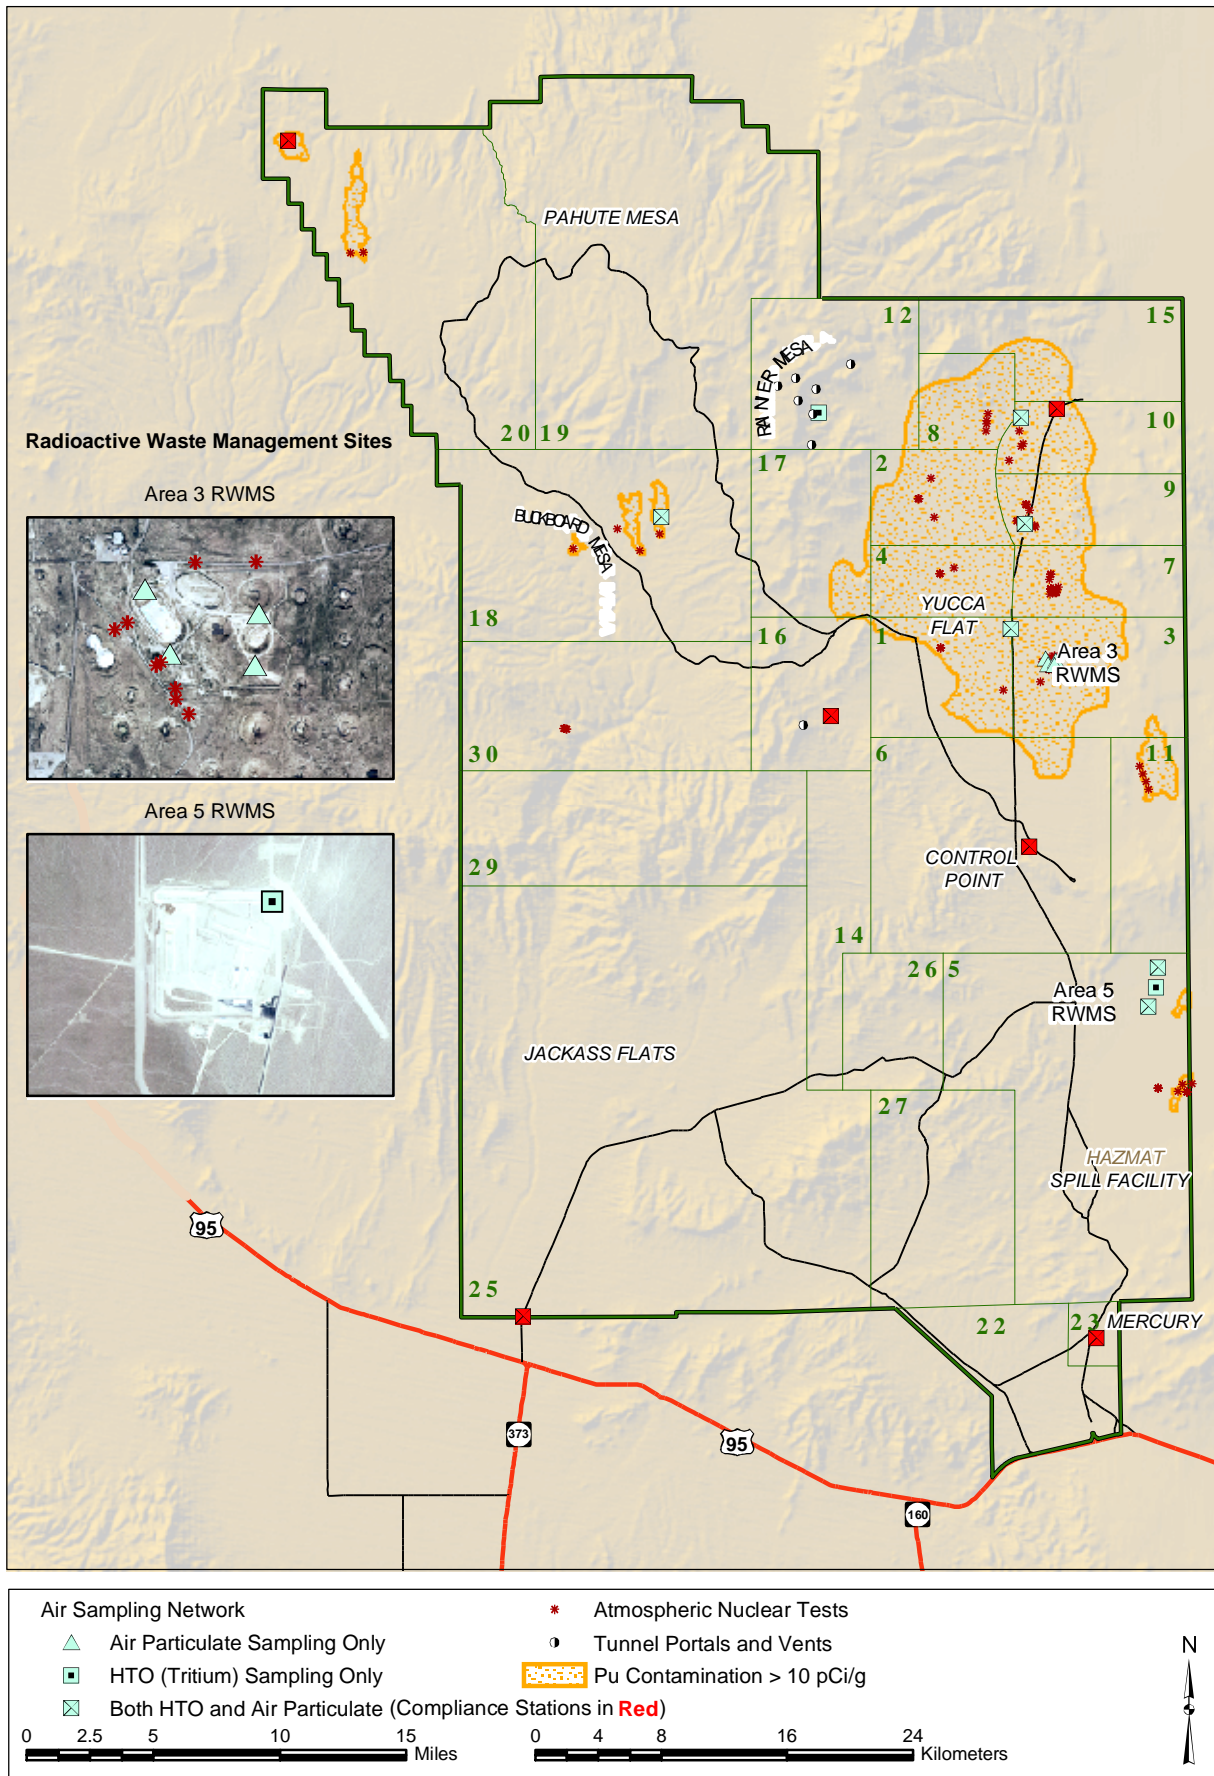 PAHUTE MESA
12
15
RAINIER MESA
10
8
Radioactive Waste Management Sites
20
19
17
2
9
Area 3 RWMS
BUCKBOARD MESA
4
7
YUCCA
FLAT
18
16
1
3
Area 3
RWMS
30
6
11
Area 5 RWMS
29
CONTROL
POINT
14
26
5
Area 5
RWMS
JACKASS FLATS
27
HAZMAT
SPILL FACILITY
95
25
22
23
MERCURY
373
95
160
Air Sampling Network
Air Particulate Sampling Only
HTO (Tritium) Sampling Only
Both HTO and Air Particulate (Compliance Stations in Red)
Atmospheric Nuclear Tests
Tunnel Portals and Vents
Pu Contamination > 10 pCi/g
N
0 2.5 5 10 15
Miles
0 4 8 16 24
Kilometers